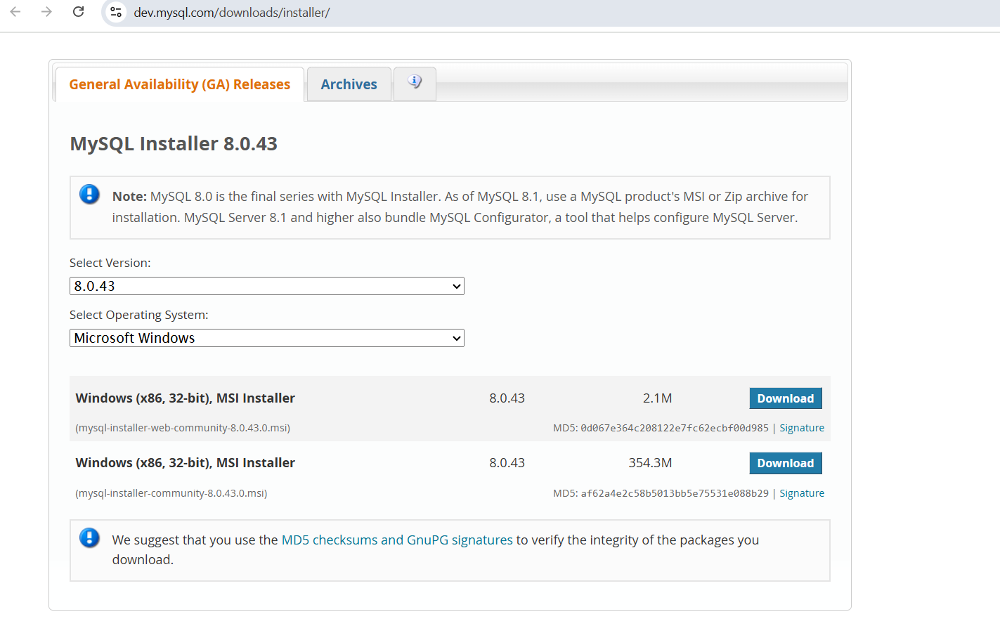 dev.mysql.com/downloads/installer/
General Availability (GA) Releases
Archives
MySQL Installer 8.0.43
Note: MySQL 8.0 is the final series with MySQL Installer. As of MySQL 8.1, use a MySQL product's MSI or Zip archive for
installation. MySQL Server 8.1 and higher also bundle MySQL Configurator, a tool that helps configure MySQL Server.
Select Version:
8.0.43
Select Operating System:
Microsoft Windows
Windows (x86, 32-bit), MSI Installer 8.0.43 2.1M Download
(mysql-installer-web-community-8.0.43.0.msi) MD5: 0d067e364c208122e7fc62ecbf00d985 | Signature
Windows (x86, 32-bit), MSI Installer 8.0.43 354.3M Download
(mysql-installer-community-8.0.43.0.msi) MD5: af62a4e2c58b5013bb5e75531e088b29 | Signature
We suggest that you use the MD5 checksums and GnuPG signatures to verify the integrity of the packages you
download.